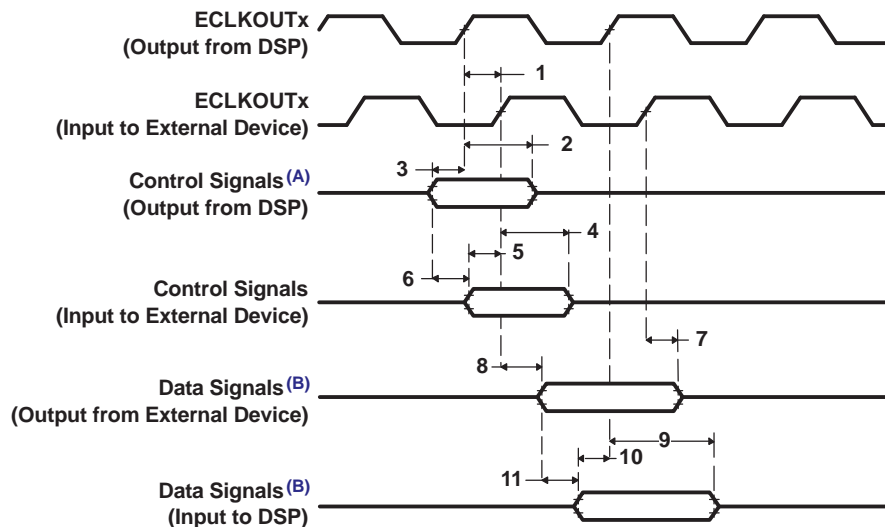 ECLKOUTx
(Output from DSP)
1
ECLKOUTx
(Input to External Device)
2
3
Control Signals (A)
(Output from DSP)
4
5
6
Control Signals
(Input to External Device)
7
8
Data Signals (B)
(Output from External Device)
9
10
11
Data Signals (B)
(Input to DSP)